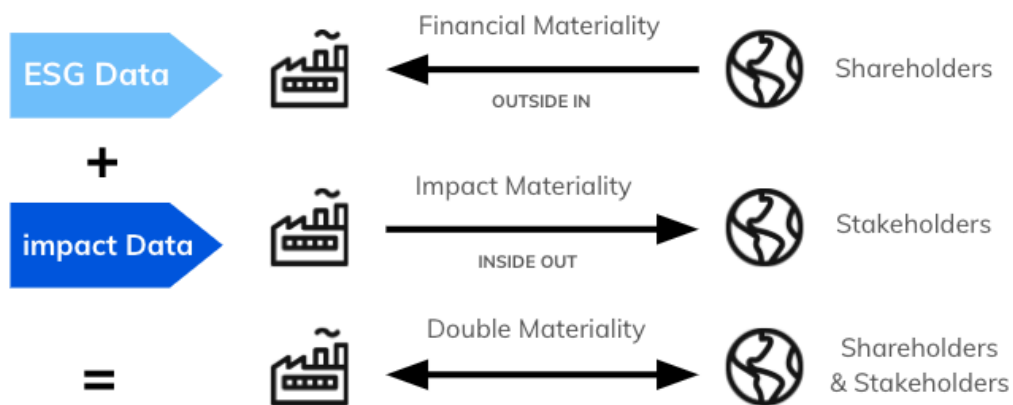 Financial Materiality
ESG Data
OUTSIDE IN
Shareholders
+
Impact Materiality
impact Data
INSIDE OUT
Stakeholders
Double Materiality
=
Shareholders
& Stakeholders